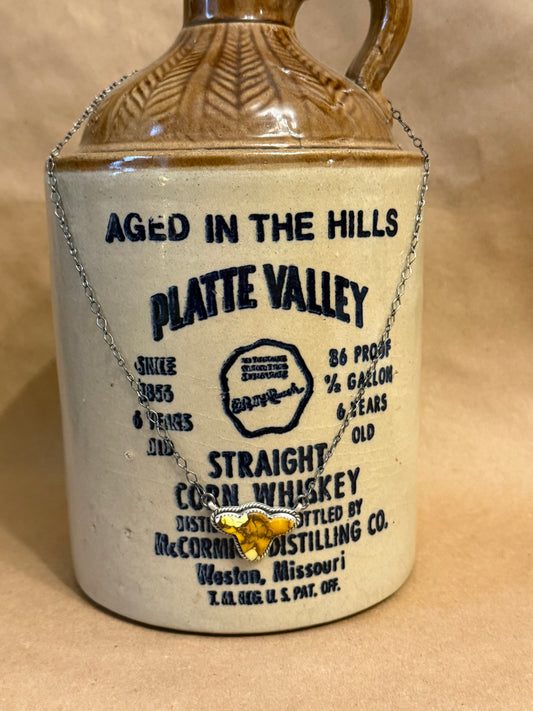 AGED IN THE HILLS
PLATTE VALLEY
SINCE
1856
6 YEARS
OLD
86 PROOF
½ GALLON
6 YEARS
OLD
STRAIGHT
CORN WHISKEY
BOTTLED BY
McCORMICK DISTILLING CO.
Weston, Missouri
T.M. REG. U.S. PAT. OFF.